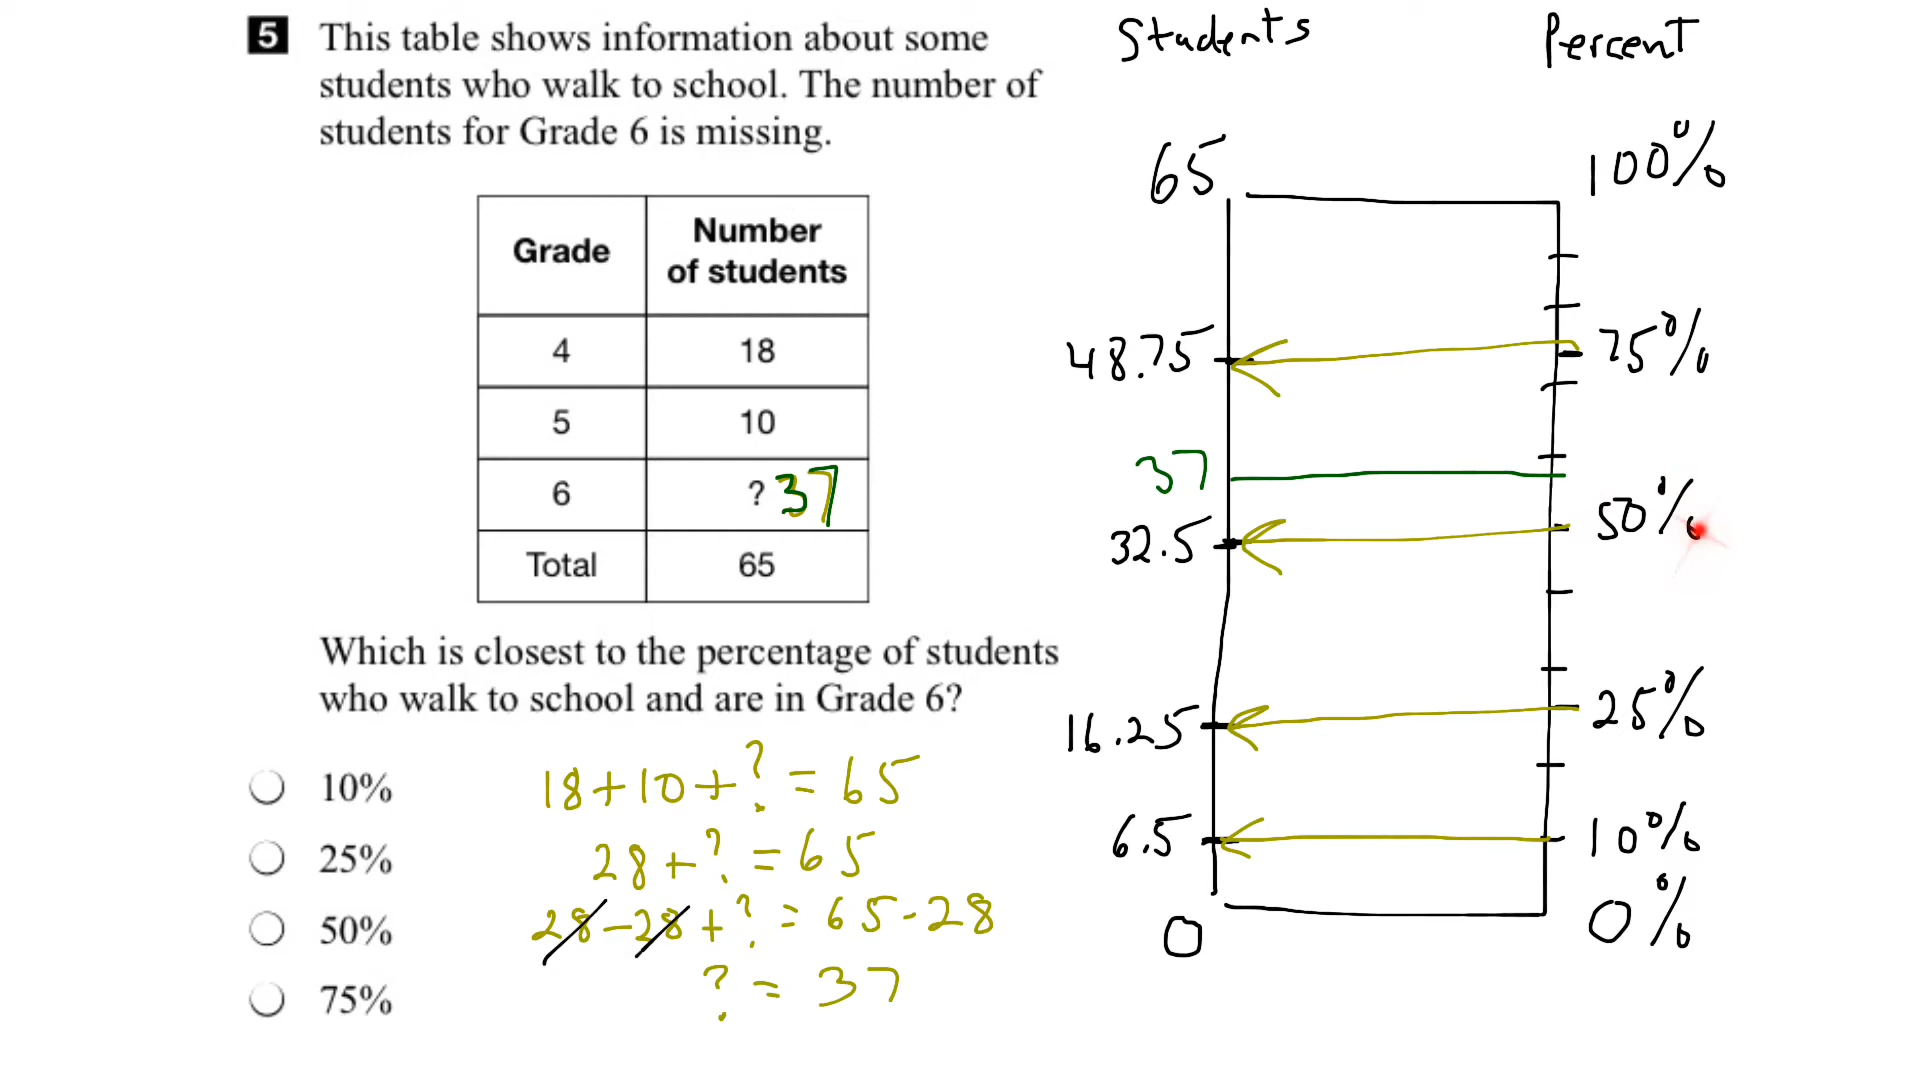 5 This table shows information about some
students who walk to school. The number of
students for Grade 6 is missing.
Grade Number of students
4 18
5 10
6 ? 37
Total 65
Which is closest to the percentage of students
who walk to school and are in Grade 6?
10%
25%
50%
75%
18+10+?=65
28+?=65
28-28+?=65-28
?=37
Students Percent
65 100%
48.75 75%
37
32.5 50%
16.25 25%
6.5 10%
0 0%